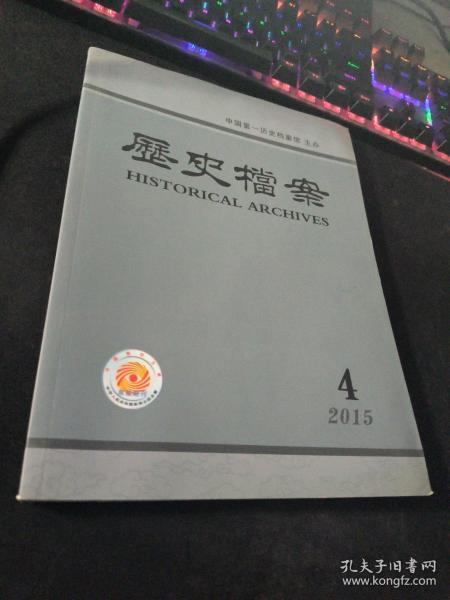 中国第一历史档案馆 主办
歷史檔案
HISTORICAL ARCHIVES
4
2015
孔夫子旧书网
www.kongfz.com